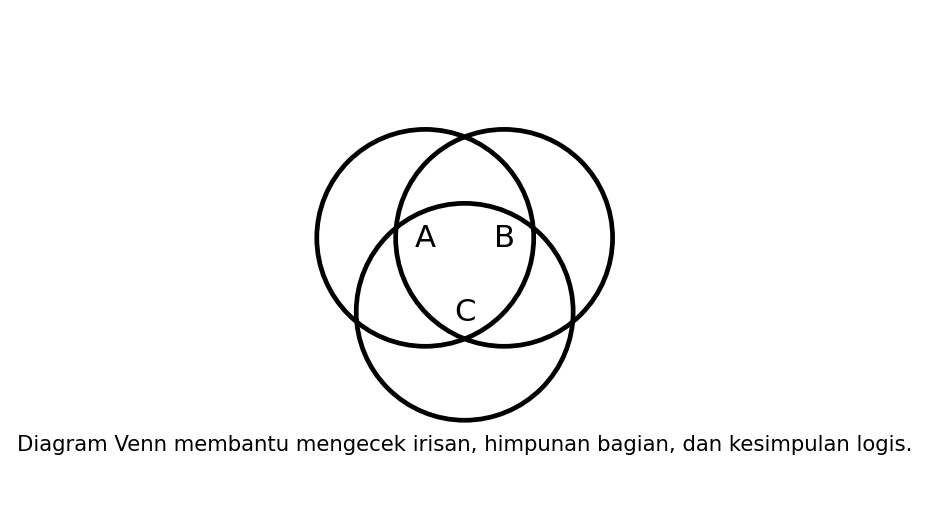 A B
C
Diagram Venn membantu mengecek irisan, himpunan bagian, dan kesimpulan logis.